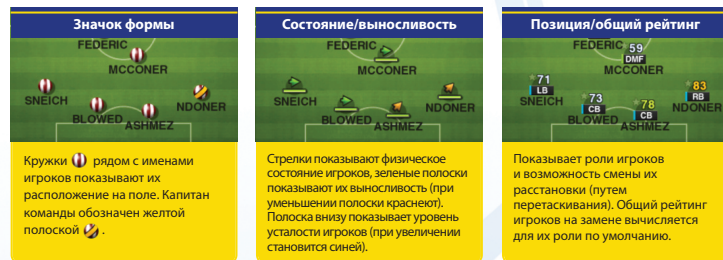 Значок формы
FEDERIC
MCCONER
SNEICH
NDONER
BLOWED
ASHMEZ
Кружки рядом с именами
игроков показывают их
расположение на поле. Капитан
команды обозначен желтой
полоской .
Состояние/выносливость
FEDERIC
MCCONER
SNEICH
NDONER
BLOWED
ASHMEZ
Стрелки показывают физическое
состояние игроков, зеленые полоски
показывают их выносливость (при
уменьшении полоски краснеют).
Полоска внизу показывает уровень
усталости игроков (при увеличении
становится синей).
Позиция/общий рейтинг
FEDERIC
59
DMF
MCCONER
71
LB
SNEICH
83
RB
NDONER
73
CB
BLOWED
78
CB
ASHMEZ
Показывает роли игроков
и возможность смены их
расстановки (путем
перетаскивания). Общий рейтинг
игроков на замене вычисляется
для их роли по умолчанию.